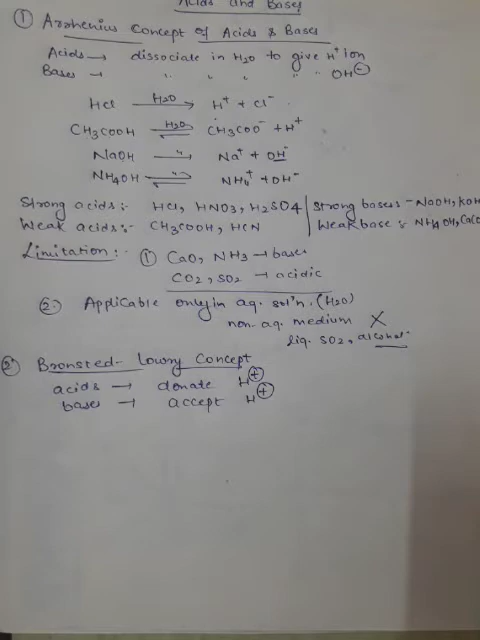 Acids and Bases
① Arrhenius Concept of Acids & Bases
Acids → dissociate in H2O to give H+ ion
Bases → " " " " " OH⊖
HCl —H2O→ H+ + Cl-
CH3COOH ⇌H2O CH3COO- + H+
NaOH —"→ Na+ + OH-
NH4OH ⇌" NH4+ + OH-
Strong acids:- HCl, HNO3, H2SO4 | Strong bases - NaOH, KOH
Weak acids:- CH3COOH, HCN | Weak base : NH4OH
Limitation:- ① CaO, NH3 → bases
CO2, SO2 → acidic
②. Applicable only in aq. sol'n. (H2O)
non-aq. medium X
liq. SO2, alcohol
② Bronsted-Lowry Concept
acids → donate H⊕
bases → accept H⊕